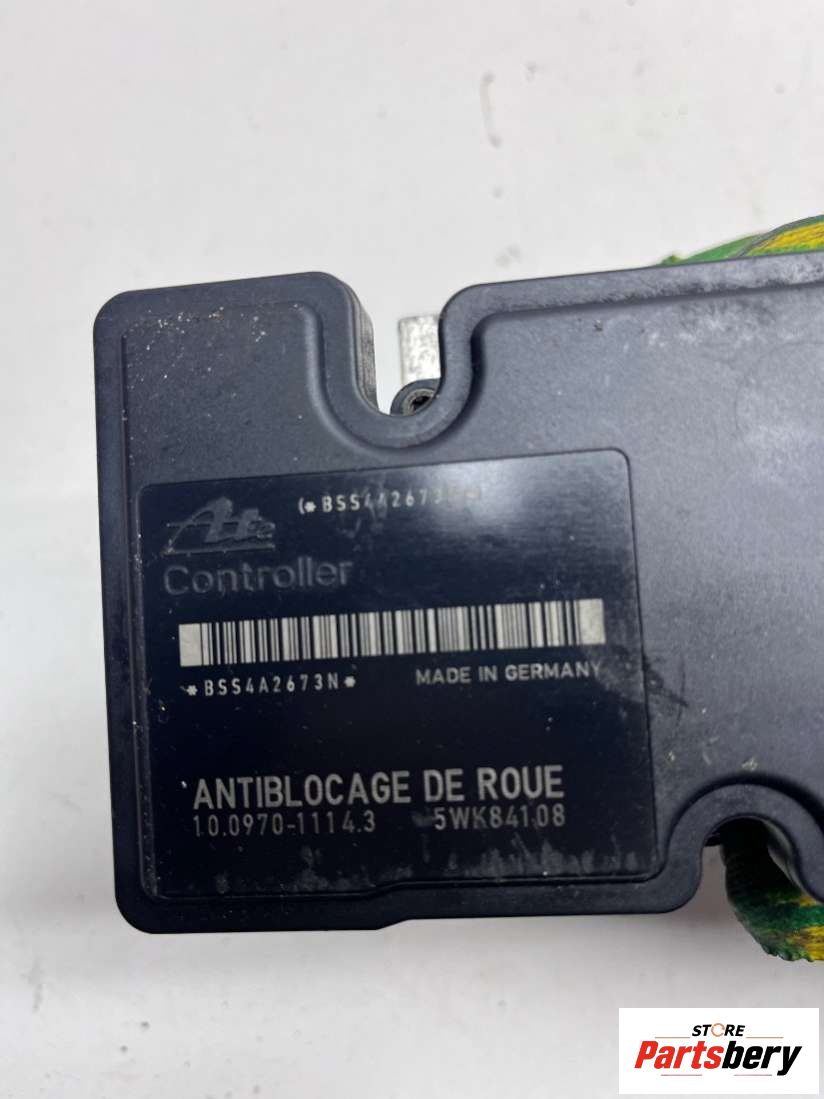 Ate
Controller
*BSS4A2673N*
MADE IN GERMANY
ANTIBLOCAGE DE ROUE
10.0970-1114.3 5WK84108
STORE
Partsbery